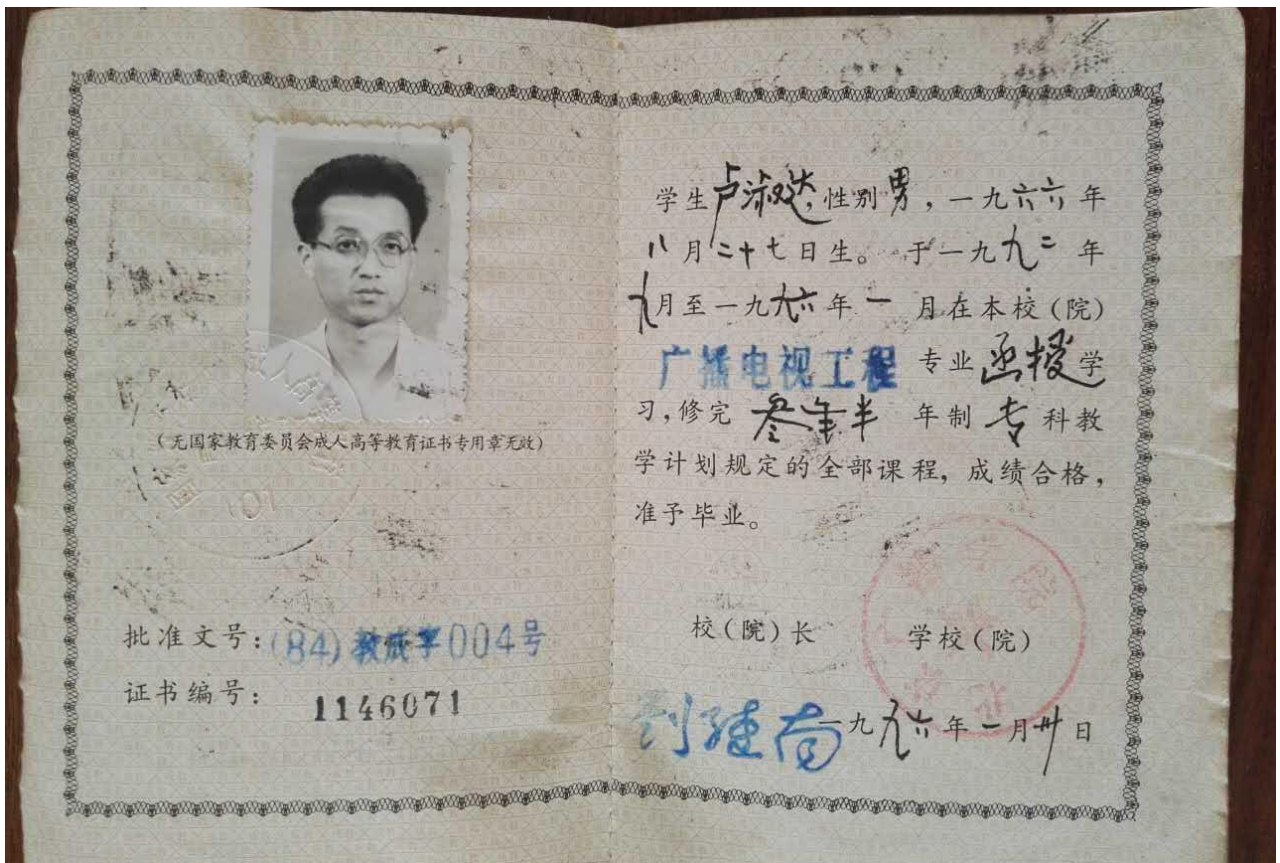 (无国家教育委员会成人高等教育证书专用章无效)
批准文号:(84)教成字004号
证书编号: 1146071
学生卢淑达,性别男,一九六六年
八月二十七日生。于一九九二年
九月至一九九六年一月在本校(院)
广播电视工程专业函授学
习,修完叁年半年制专科教
学计划规定的全部课程,成绩合格,
准予毕业。
校(院)长 学校(院)
刘继南
一九九六年一月卅日